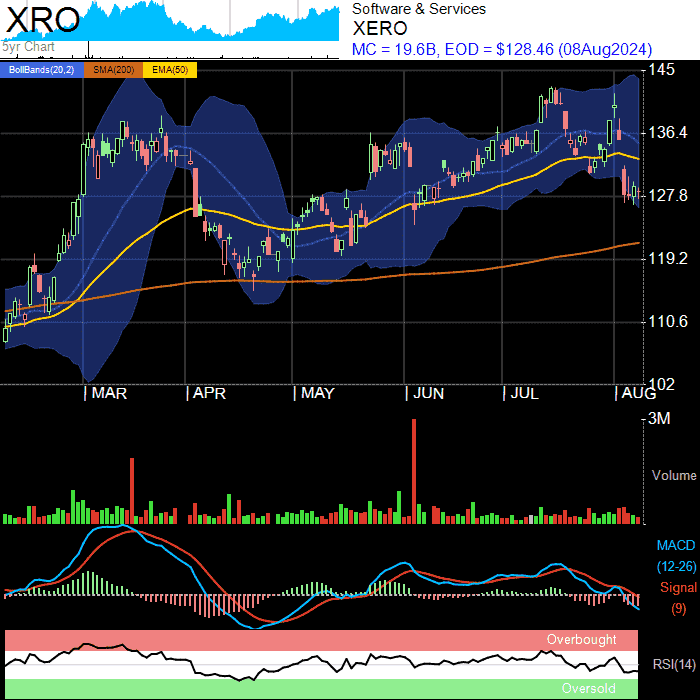 XRO
5yr Chart
Software & Services
XERO
MC = 19.6B, EOD = $128.46 (08Aug2024)
BollBands(20,2) SMA(200) EMA(50)
145
136.4
127.8
119.2
110.6
102
MAR APR MAY JUN JUL AUG
3M
Volume
MACD
(12-26)
Signal
(9)
Overbought
RSI(14)
Oversold